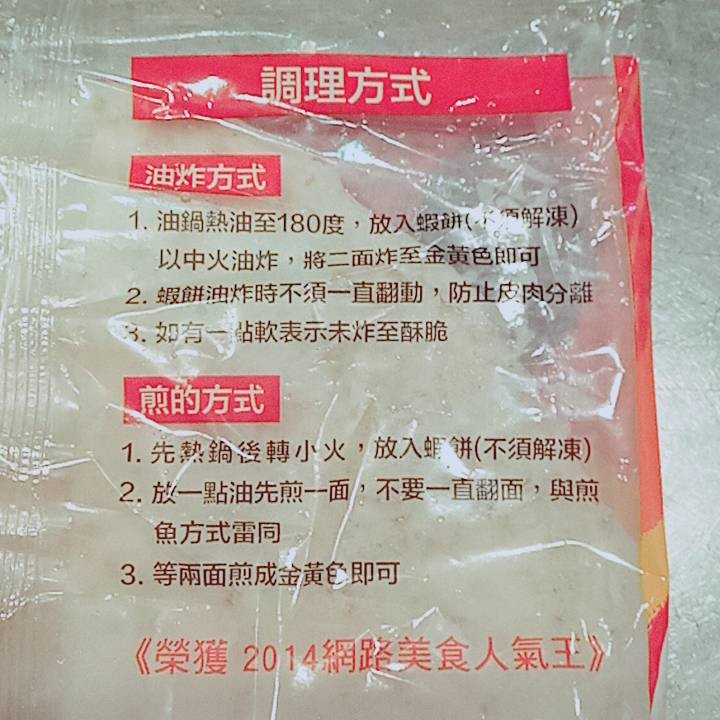 調理方式
油炸方式
1. 油鍋熱油至180度，放入蝦餅(不須解凍)
以中火油炸，將二面炸至金黃色即可
2. 蝦餅油炸時不須一直翻動，防止皮肉分離
3. 如有一點軟表示未炸至酥脆
煎的方式
1. 先熱鍋後轉小火，放入蝦餅(不須解凍)
2. 放一點油先煎一面，不要一直翻面，與煎
魚方式雷同
3. 等兩面煎成金黃色即可
《榮獲 2014網路美食人氣王》